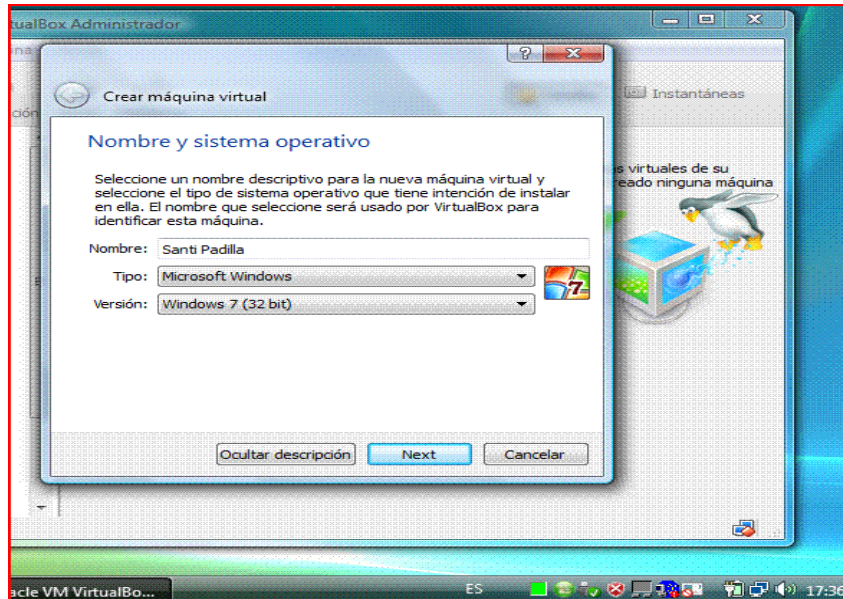 tualBox Administrador
ina
ción
Instantáneas
Crear máquina virtual
Nombre y sistema operativo
Seleccione un nombre descriptivo para la nueva máquina virtual y
seleccione el tipo de sistema operativo que tiene intención de instalar
en ella. El nombre que seleccione será usado por VirtualBox para
identificar esta máquina.
Nombre: Santi Padilla
Tipo: Microsoft Windows
Versión: Windows 7 (32 bit)
7
Ocultar descripción Next Cancelar
s virtuales de su
reado ninguna máquina
acle VM VirtualBo...
ES
17:36